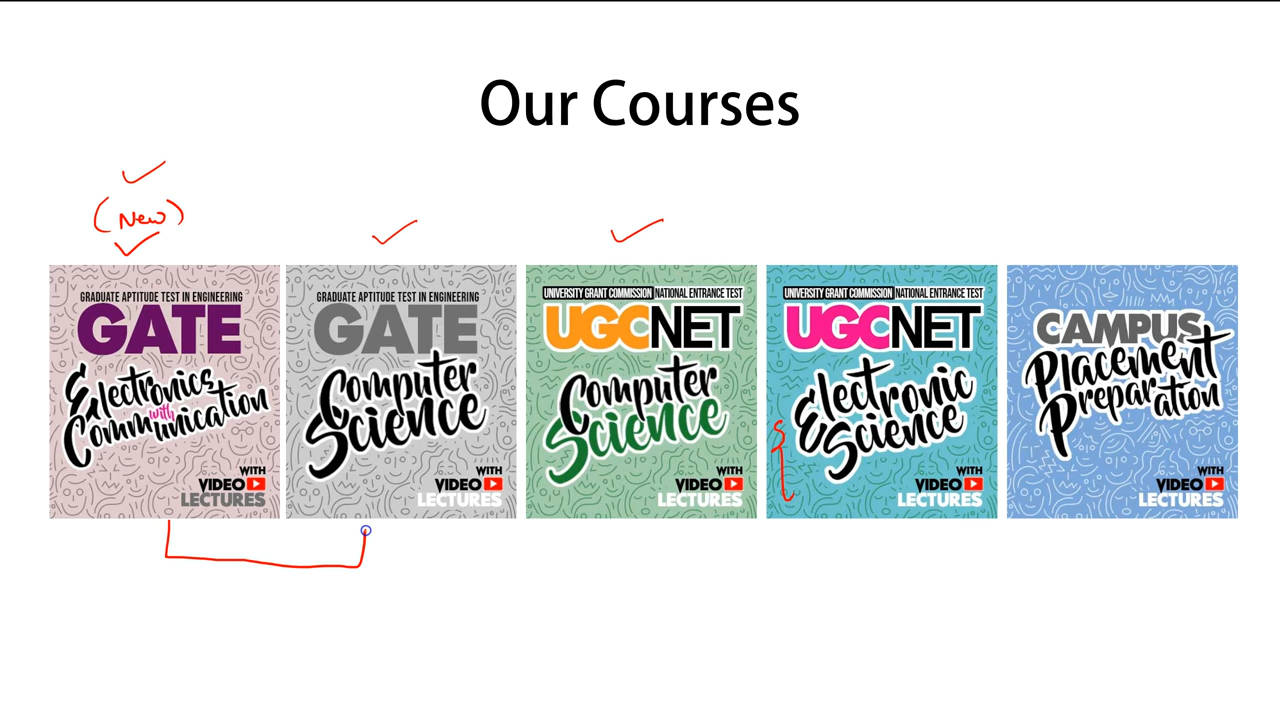 Our Courses
(New)
GRADUATE APTITUDE TEST IN ENGINEERING
GATE
Electronics
with
Communication
WITH
VIDEO
LECTURES
GRADUATE APTITUDE TEST IN ENGINEERING
GATE
Computer
Science
WITH
VIDEO
LECTURES
UNIVERSITY GRANT COMMISSION NATIONAL ENTRANCE TEST
UGCNET
Computer
Science
WITH
VIDEO
LECTURES
UNIVERSITY GRANT COMMISSION NATIONAL ENTRANCE TEST
UGCNET
Electronic
Science
WITH
VIDEO
LECTURES
CAMPUS
Placement
Preparation
WITH
VIDEO
LECTURES